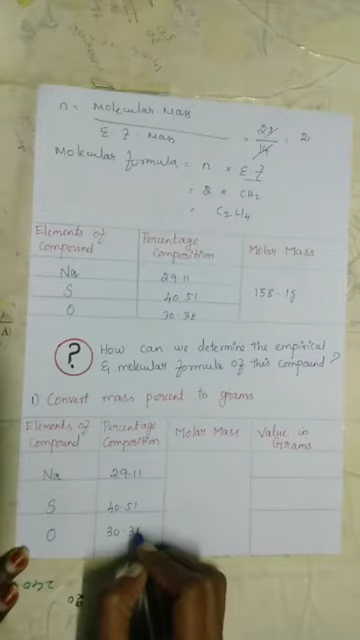 n = Molecular Mass
E.F. Mass
= 28 / 14 = 2
Molecular formula = n × E.F
= 2 × CH2
= C2H4
Elements of Compound Percentage Composition Molar Mass
Na 29.11
S 40.51 158.1g
O 30.38
? How can we determine the empirical
& molecular formula of this compound?
1) Convert mass percent to grams
Elements of Compound Percentage Composition Molar Mass Value in Grams
Na 29.11
S 40.51
O 30.38